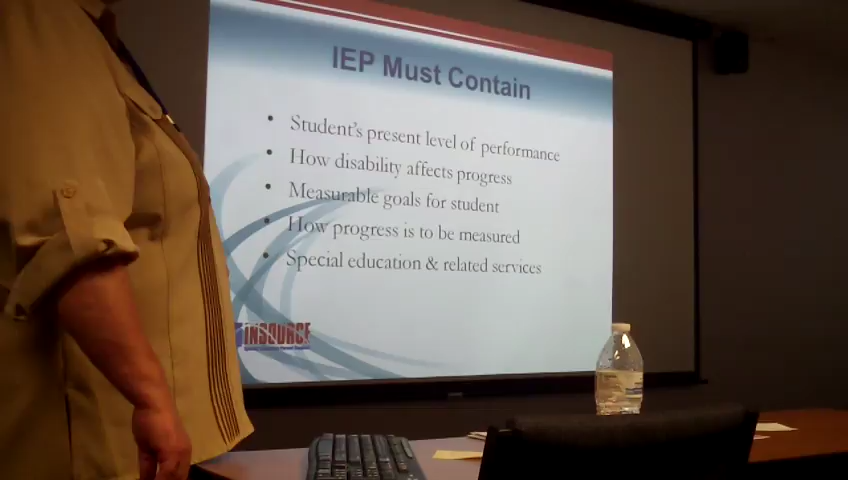 IEP Must Contain
• Student's present level of performance
• How disability affects progress
• Measurable goals for student
• How progress is to be measured
• Special education & related services
INSOURCE